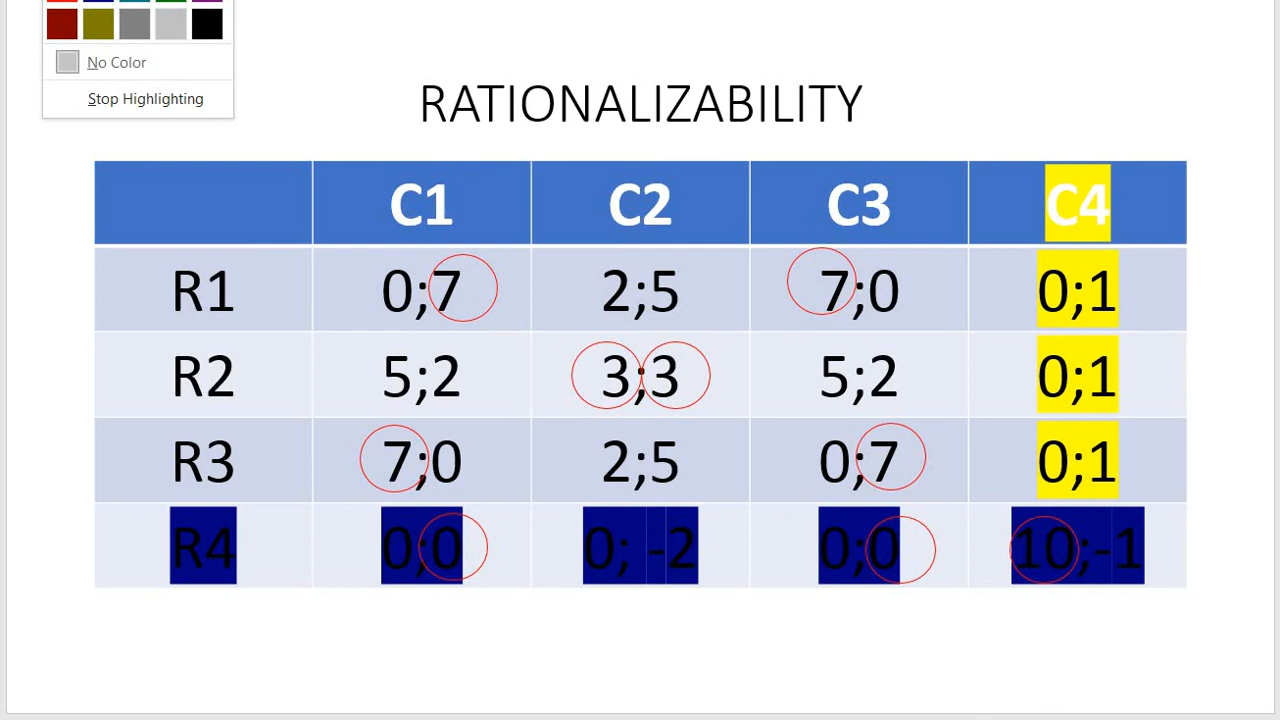 No Color
Stop Highlighting
RATIONALIZABILITY
C1 C2 C3 C4
R1 0;7 2;5 7;0 0;1
R2 5;2 3;3 5;2 0;1
R3 7;0 2;5 0;7 0;1
R4 0;0 0; -2 0;0 10;-1